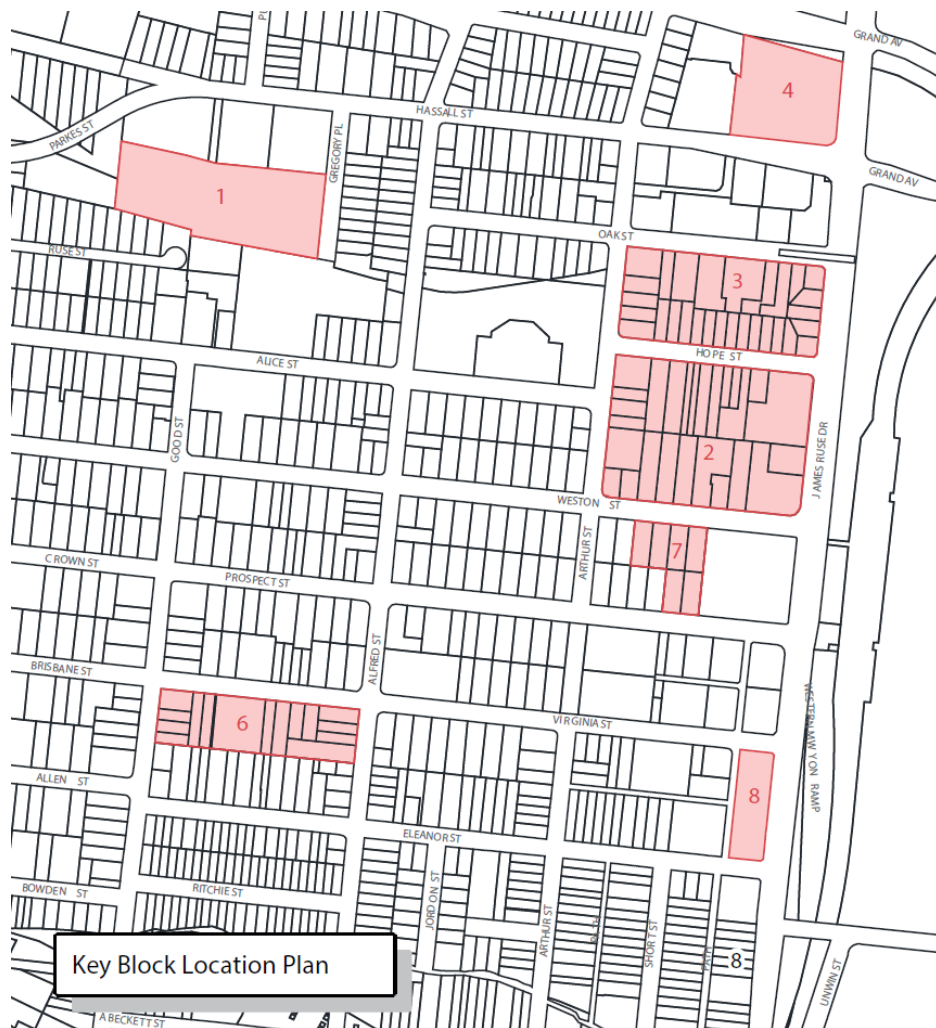 GRAND AV
4
HASSALL ST
PARKES ST
GREGORY PL
GRAND AV
1
OAK ST
RUSE ST
3
HOPE ST
ALICE ST
GOOD ST
2
JAMES RUSE DR
WESTON ST
ARTHUR ST
7
CROWN ST
PROSPECT ST
ALFRED ST
BRISBANE ST
6
VIRGINIA ST
WESTERN MWY ON RAMP
ALLEN ST
8
ELEANOR ST
RITCHIE ST
BOWDEN ST
JORDON ST
ARTHUR ST
SHORT ST
8
UNWIN ST
Key Block Location Plan
A BECKETT ST